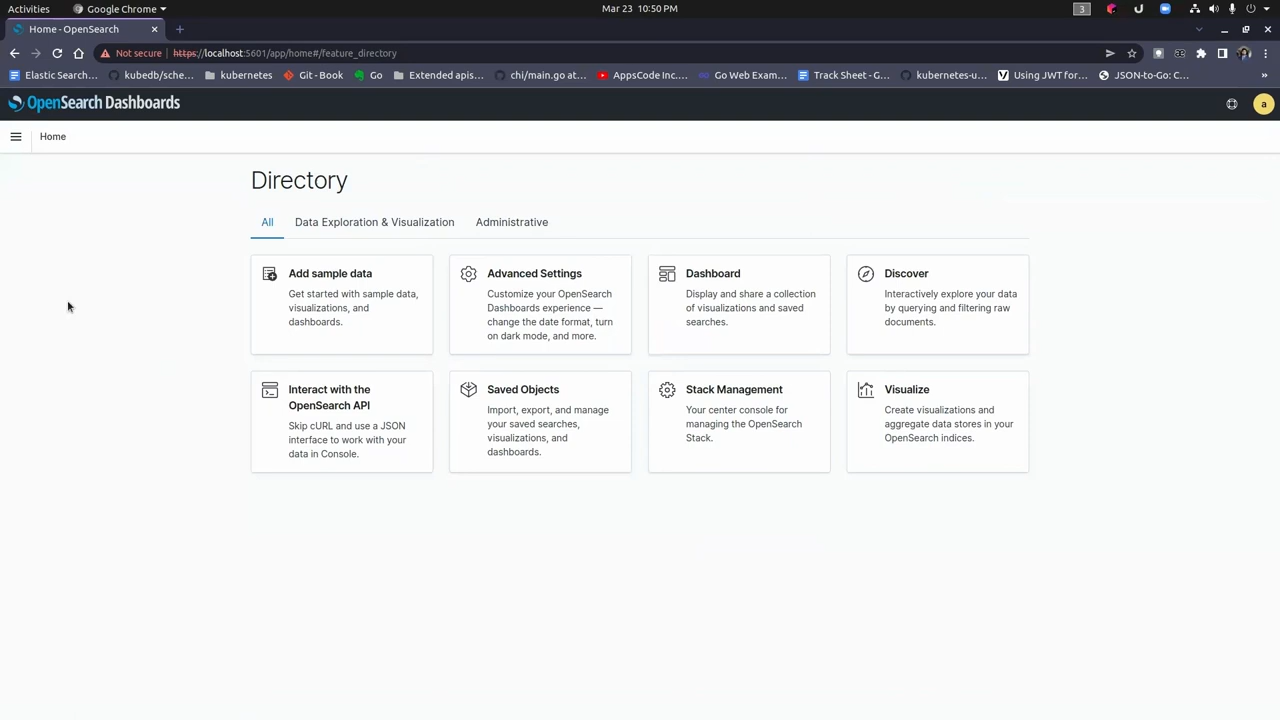 Activities
Google Chrome
Mar 23 10:50 PM
3
Home - OpenSearch
Not secure
https://localhost:5601/app/home#/feature_directory
Elastic Search...
kubedb/sche...
kubernetes
Git - Book
Go
Extended apis...
chi/main.go at...
AppsCode Inc....
Go Web Exam...
Track Sheet - G...
kubernetes-u...
Using JWT for...
JSON-to-Go: C...
»
OpenSearch Dashboards
a
Home
Directory
All
Data Exploration & Visualization
Administrative
Add sample data
Get started with sample data,
visualizations, and
dashboards.
Advanced Settings
Customize your OpenSearch
Dashboards experience —
change the date format, turn
on dark mode, and more.
Dashboard
Display and share a collection
of visualizations and saved
searches.
Discover
Interactively explore your data
by querying and filtering raw
documents.
Interact with the
OpenSearch API
Skip cURL and use a JSON
interface to work with your
data in Console.
Saved Objects
Import, export, and manage
your saved searches,
visualizations, and
dashboards.
Stack Management
Your center console for
managing the OpenSearch
Stack.
Visualize
Create visualizations and
aggregate data stores in your
OpenSearch indices.